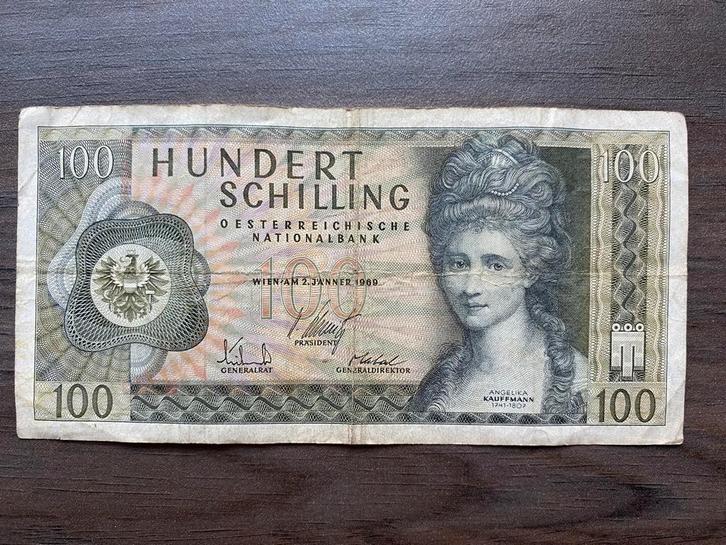 100
HUNDERT
SCHILLING
OESTERREICHISCHE
NATIONALBANK
100
WIEN·AM 2. JÄNNER 1969
100
PRÄSIDENT
GENERALRAT
GENERALDIREKTOR
ANGELIKA
KAUFFMANN
1741-1807
100
100